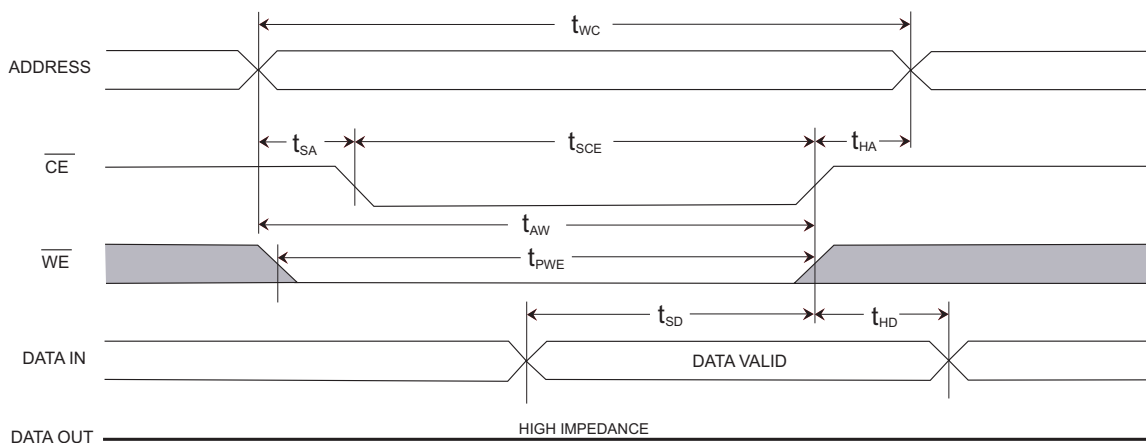 tWC
ADDRESS
tSA
tSCE
tHA
CE
tAW
WE
tPWE
tSD
tHD
DATA IN
DATA VALID
HIGH IMPEDANCE
DATA OUT